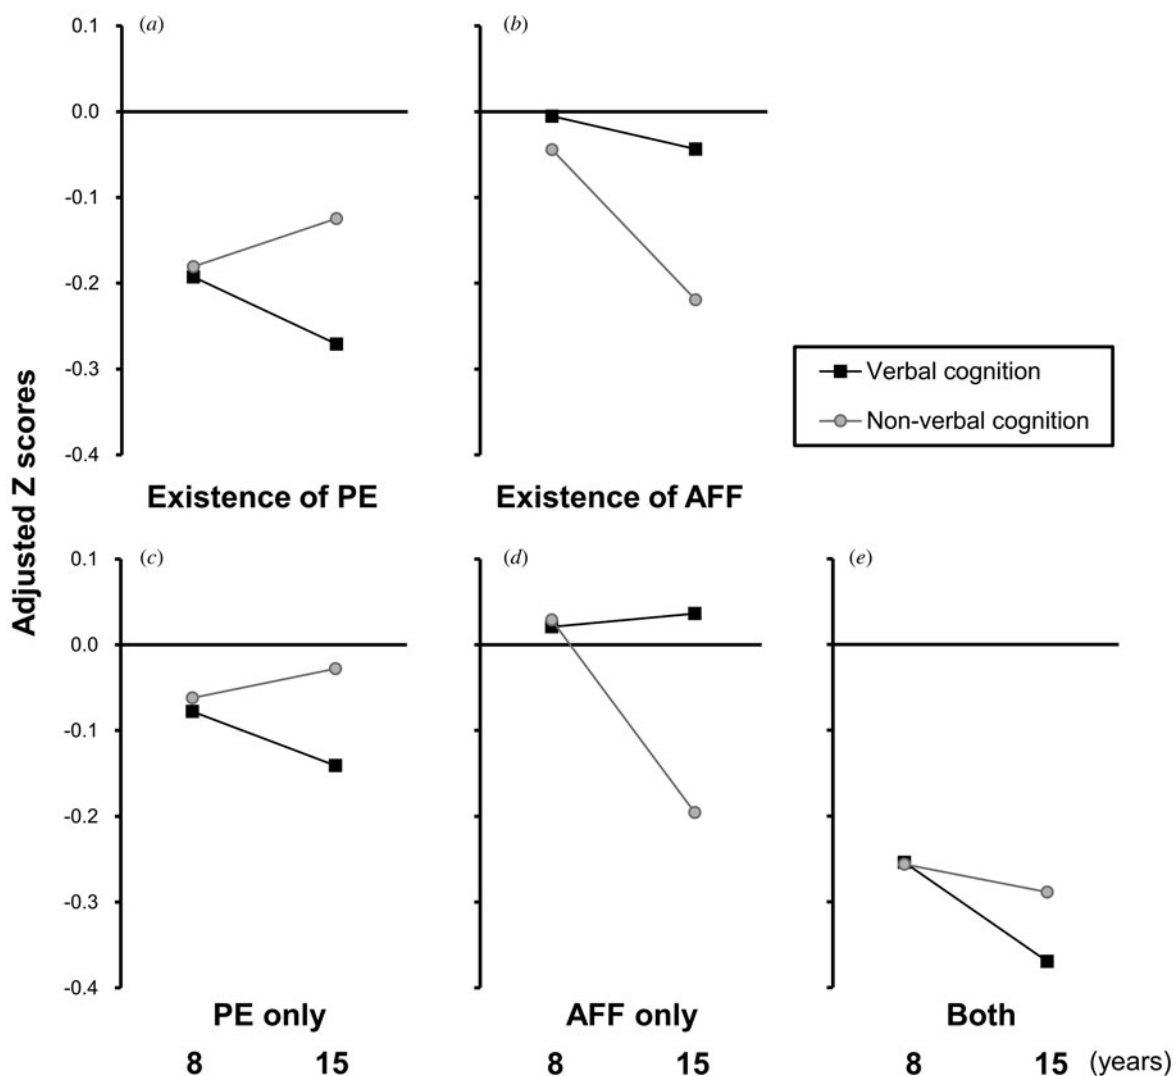 (a)
(b)
0.1
0.0
-0.1
-0.2
-0.3
-0.4
Verbal cognition
Non-verbal cognition
Existence of PE
Existence of AFF
Adjusted Z scores
(c)
(d)
(e)
0.1
0.0
-0.1
-0.2
-0.3
-0.4
PE only
AFF only
Both
8 15 8 15 8 15 (years)